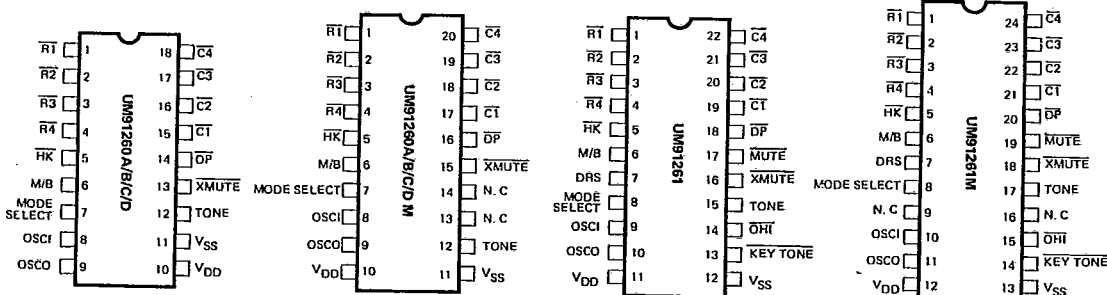 R1 1 18 C4
R2 2 17 C3
R3 3 16 C2
R4 4 15 C1
HK 5 14 DP
M/B 6 13 XMUTE
MODE SELECT 7 12 TONE
OSCI 8 11 VSS
OSCO 9 10 VDD
UM91260A/B/C/D
R1 1 20 C4
R2 2 19 C3
R3 3 18 C2
R4 4 17 C1
HK 5 16 DP
M/B 6 15 XMUTE
MODE SELECT 7 14 N.C
OSCI 8 13 N.C
OSCO 9 12 TONE
VDD 10 11 VSS
UM91260A/B/C/D M
R1 1 22 C4
R2 2 21 C3
R3 3 20 C2
R4 4 19 C1
HK 5 18 DP
M/B 6 17 MUTE
DRS 7 16 XMUTE
MODE SELECT 8 15 TONE
OSCI 9 14 OHI
OSCO 10 13 KEY TONE
VDD 11 12 VSS
UM91261
R1 1 24 C4
R2 2 23 C3
R3 3 22 C2
R4 4 21 C1
HK 5 20 DP
M/B 6 19 MUTE
DRS 7 18 XMUTE
MODE SELECT 8 17 TONE
N.C 9 16 N.C
OSCI 10 15 OHI
OSCO 11 14 KEY TONE
VDD 12 13 VSS
UM91261M